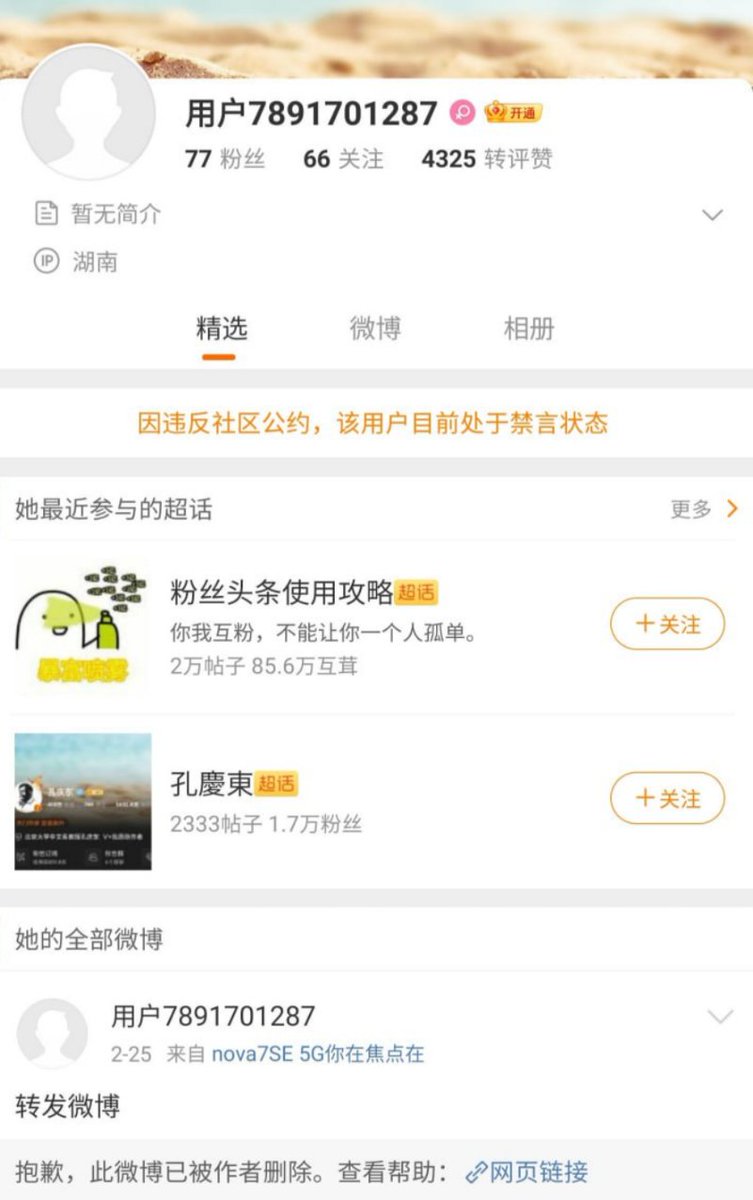 用户7891701287 开通
77 粉丝 66 关注 4325 转评赞
暂无简介
IP 湖南
精选 微博 相册
因违反社区公约，该用户目前处于禁言状态
她最近参与的超话 更多
粉丝头条使用攻略 超话
你我互粉，不能让你一个人孤单。
2万帖子 85.6万互茸
+关注
暴富喷雾
孔慶東 超话
2333帖子 1.7万粉丝
+关注
孔庆东
她的全部微博
用户7891701287
2-25 来自 nova7SE 5G你在焦点在
转发微博
抱歉，此微博已被作者删除。查看帮助： 网页链接